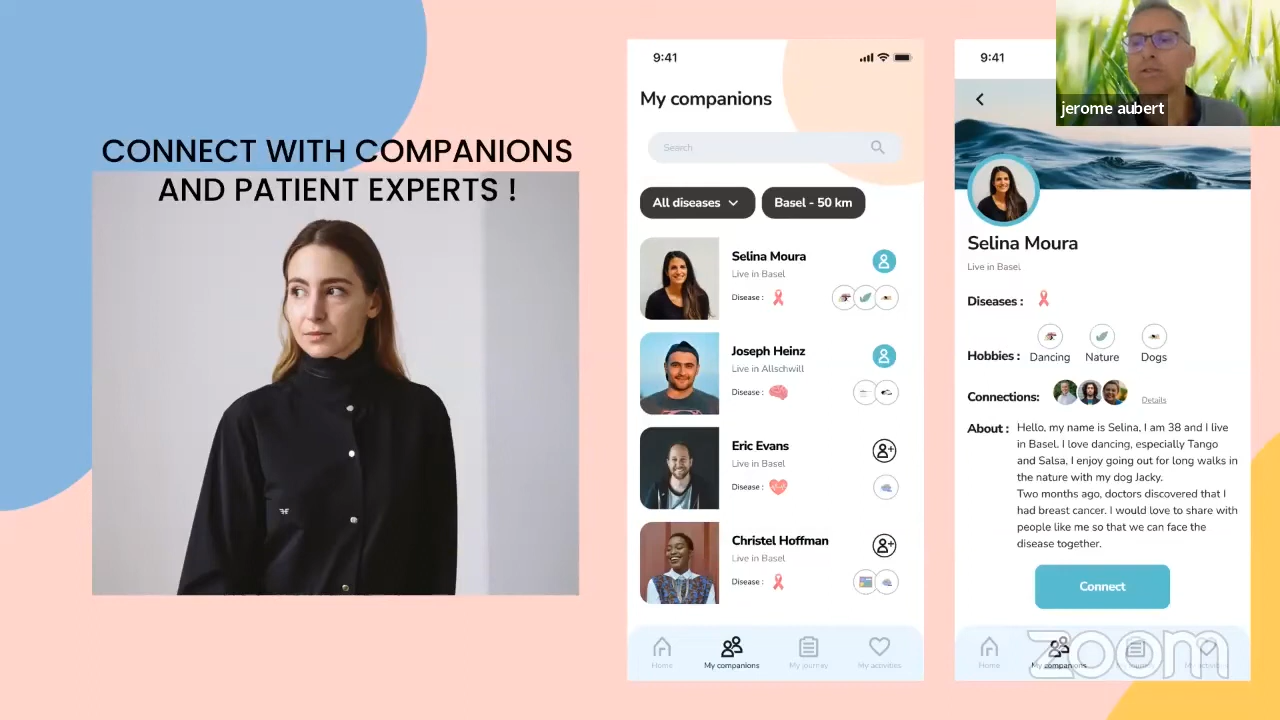 CONNECT WITH COMPANIONS
AND PATIENT EXPERTS !
9:41
My companions
Search
All diseases
Basel - 50 km
Selina Moura
Live in Basel
Disease :
Joseph Heinz
Live in Allschwill
Disease :
Eric Evans
Live in Basel
Disease :
Christel Hoffman
Live in Basel
Disease :
Home
My companions
My journey
My activities
9:41
jerome aubert
Selina Moura
Live in Basel
Diseases :
Hobbies :
Dancing
Nature
Dogs
Connections:
Details
About :
Hello, my name is Selina, I am 38 and I live
in Basel. I love dancing, especially Tango
and Salsa, I enjoy going out for long walks in
the nature with my dog Jacky.
Two months ago, doctors discovered that I
had breast cancer. I would love to share with
people like me so that we can face the
disease together.
Connect
Home
My companions
zoom